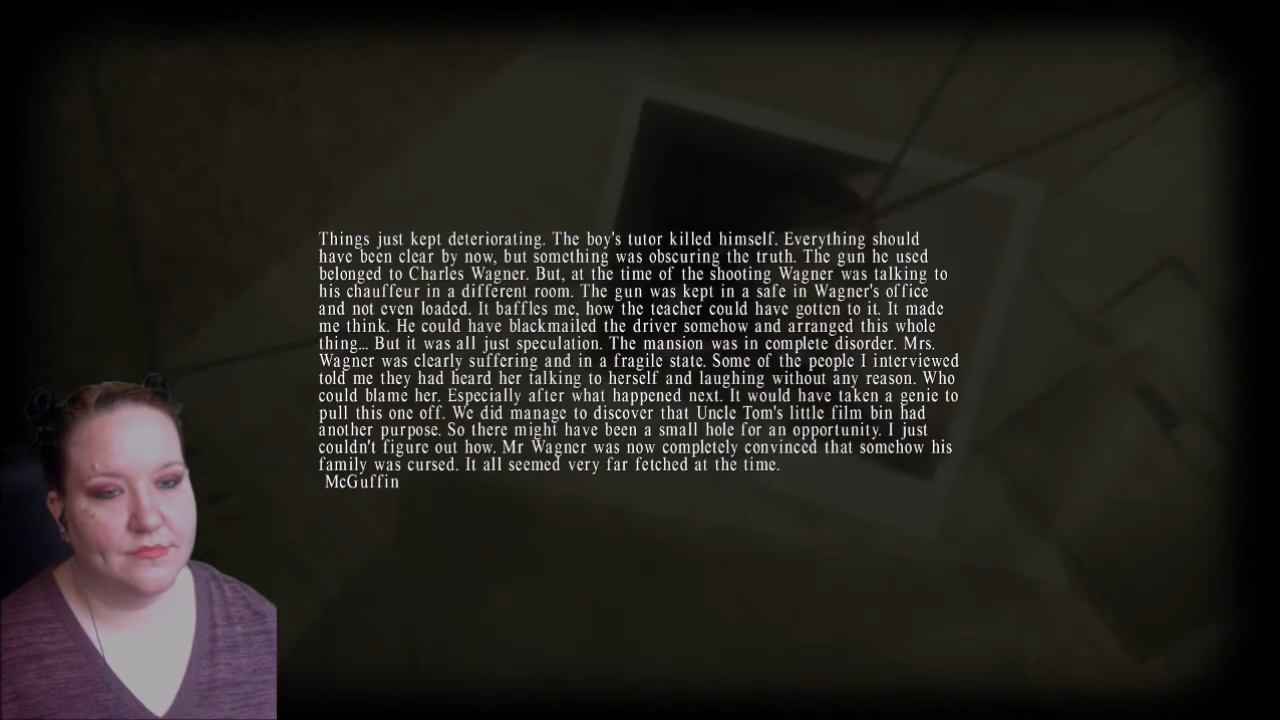 Things just kept deteriorating. The boy's tutor killed himself. Everything should
have been clear by now, but something was obscuring the truth. The gun he used
belonged to Charles Wagner. But, at the time of the shooting Wagner was talking to
his chauffeur in a different room. The gun was kept in a safe in Wagner's office
and not even loaded. It baffles me, how the teacher could have gotten to it. It made
me think. He could have blackmailed the driver somehow and arranged this whole
thing... But it was all just speculation. The mansion was in complete disorder. Mrs.
Wagner was clearly suffering and in a fragile state. Some of the people I interviewed
told me they had heard her talking to herself and laughing without any reason. Who
could blame her. Especially after what happened next. It would have taken a genie to
pull this one off. We did manage to discover that Uncle Tom's little film bin had
another purpose. So there might have been a small hole for an opportunity. I just
couldn't figure out how. Mr Wagner was now completely convinced that somehow his
family was cursed. It all seemed very far fetched at the time.
McGuffin